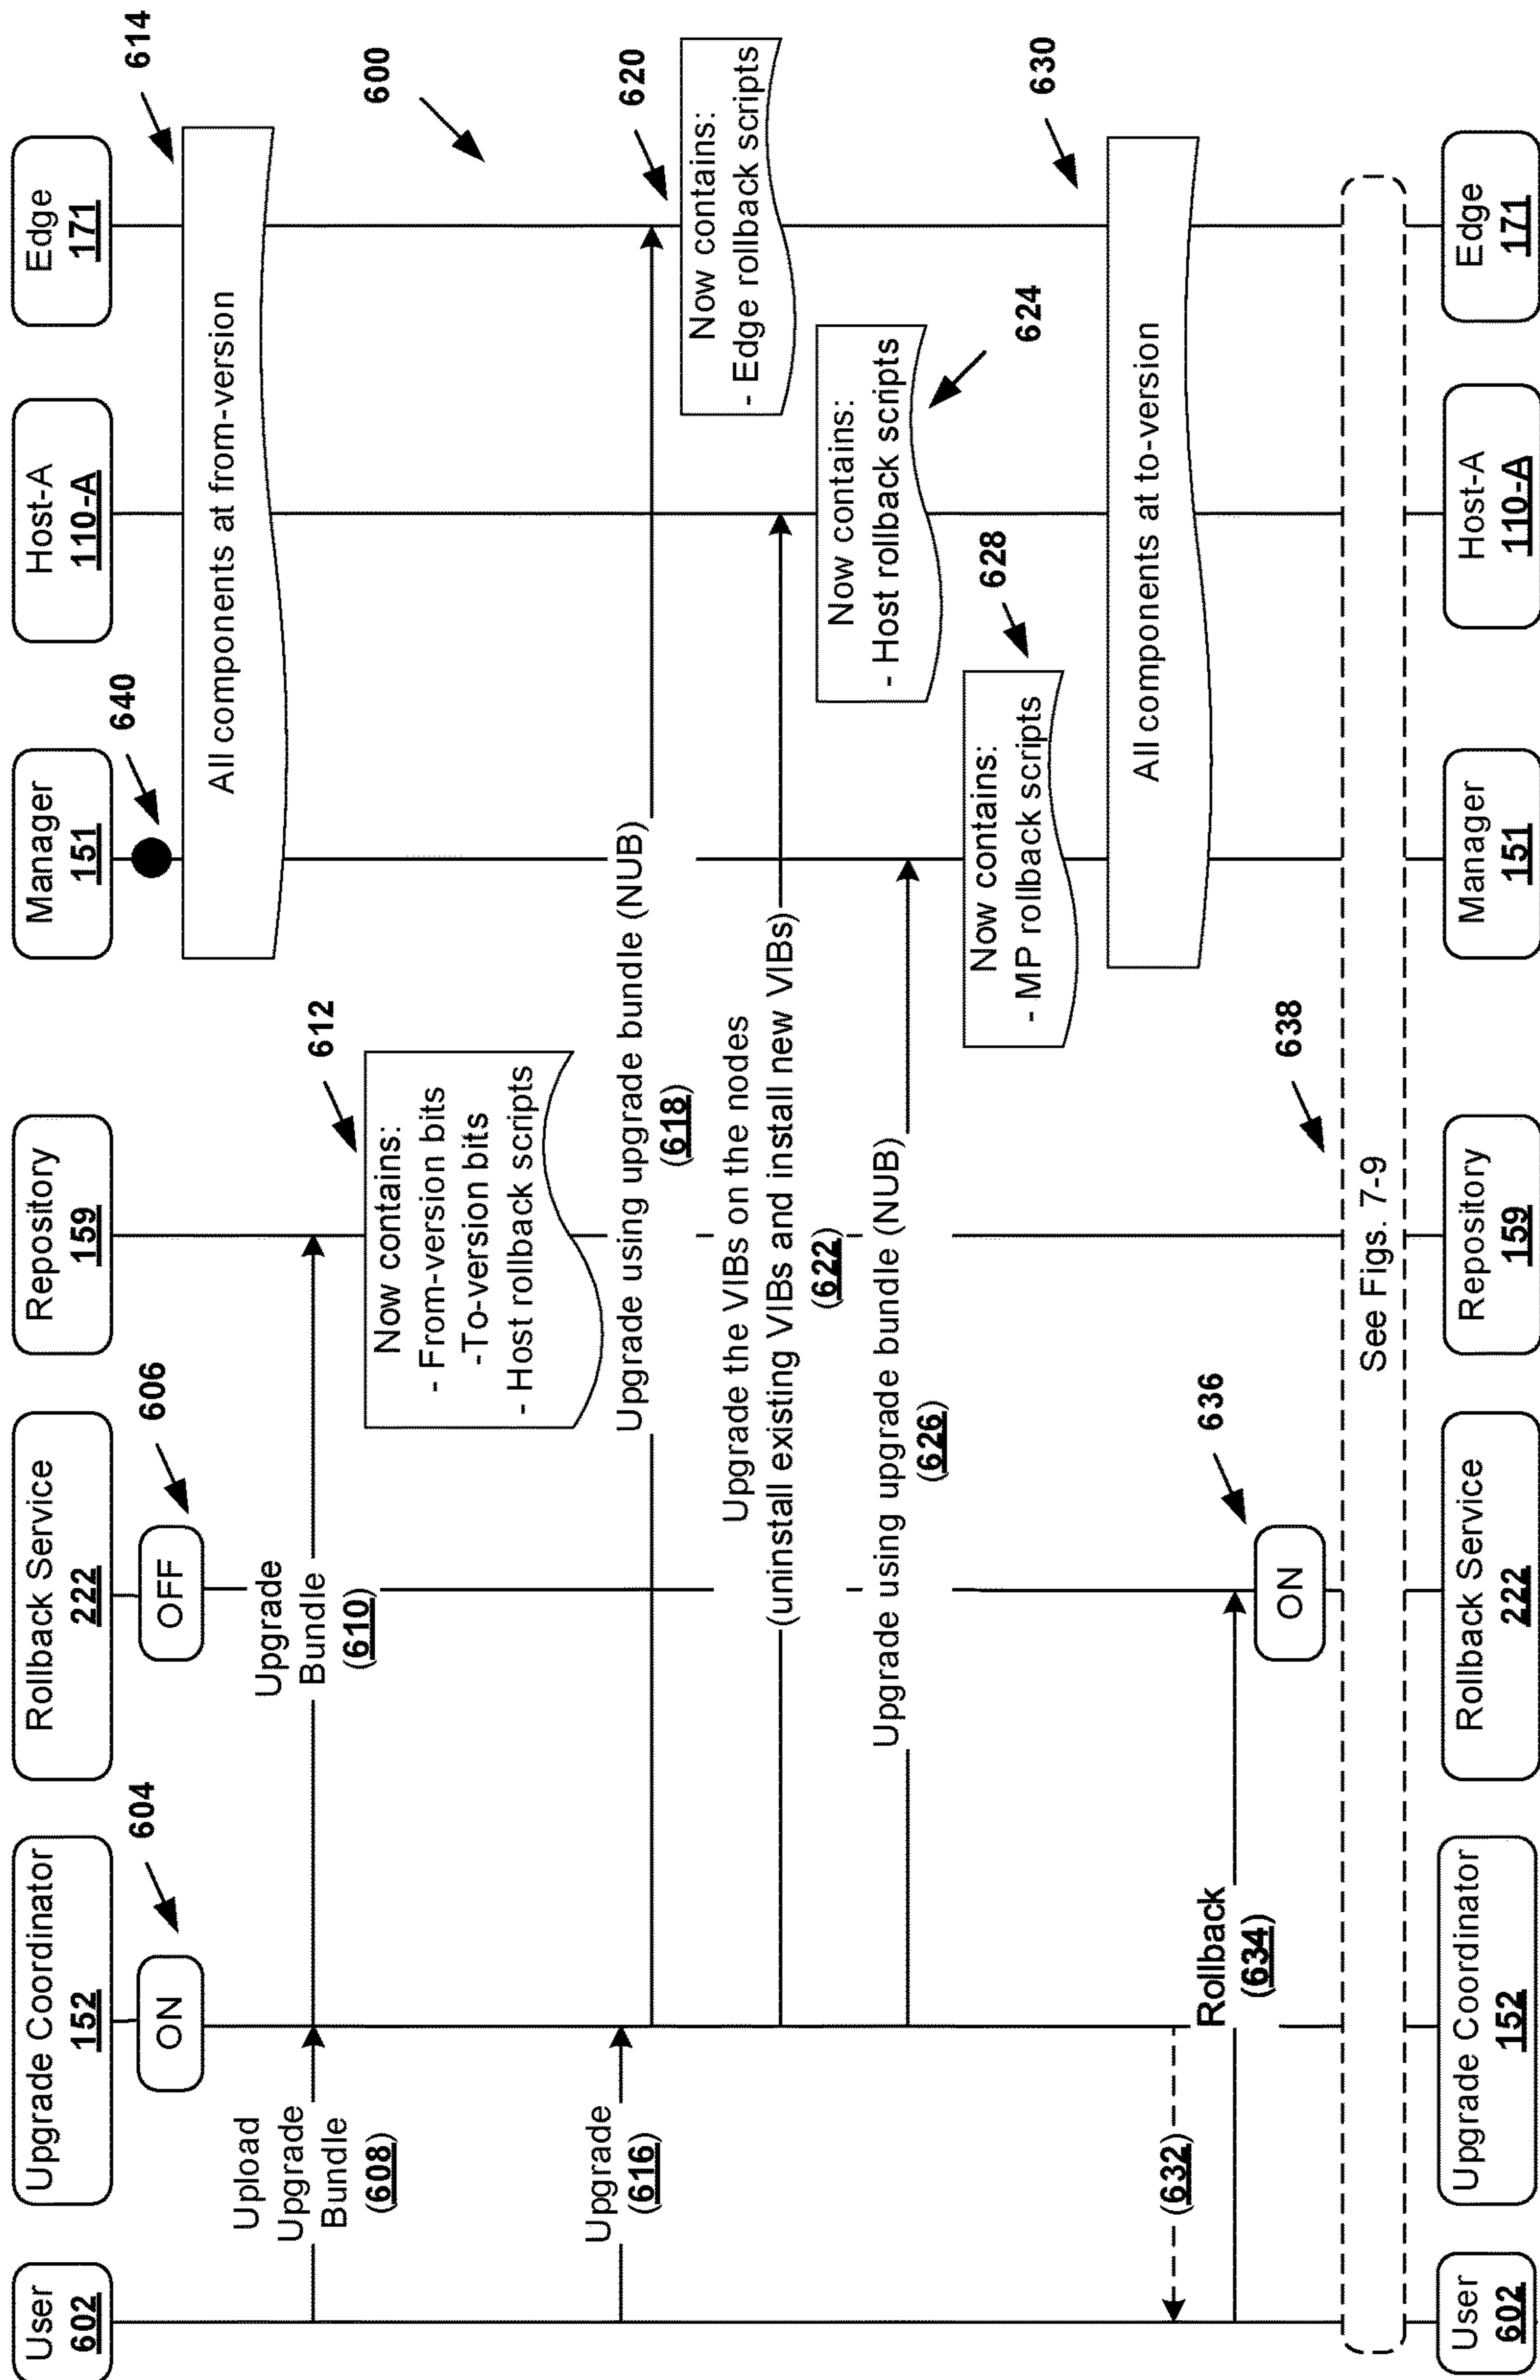 User
602
Upgrade Coordinator
152
Rollback Service
222
Repository
159
Manager
151
Host-A
110-A
Edge
171
ON
604
OFF
606
640
614
All components at from-version
Upload
Upgrade
Bundle
(608)
Upgrade
Bundle
(610)
612
Now contains:
- From-version bits
-To-version bits
- Host rollback scripts
600
Upgrade
(616)
Upgrade using upgrade bundle (NUB)
(618)
620
Now contains:
- Edge rollback scripts
Upgrade the VIBs on the nodes
(uninstall existing VIBs and install new VIBs)
(622)
Now contains:
- Host rollback scripts
624
Upgrade using upgrade bundle (NUB)
(626)
628
Now contains:
- MP rollback scripts
630
All components at to-version
(632)
Rollback
(634)
636
ON
638
See Figs. 7-9
User
602
Upgrade Coordinator
152
Rollback Service
222
Repository
159
Manager
151
Host-A
110-A
Edge
171